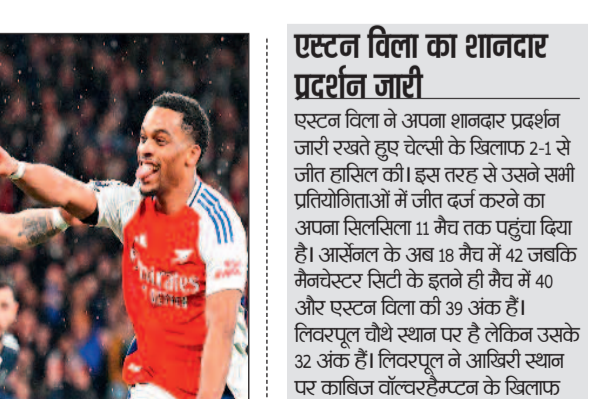 एस्टन विला का शानदार
प्रदर्शन जारी
एस्टन विला ने अपना शानदार प्रदर्शन
जारी रखते हुए चेल्सी के खिलाफ 2-1 से
जीत हासिल की। इस तरह से उसने सभी
प्रतियोगिताओं में जीत दर्ज करने का
अपना सिलसिला 11 मैच तक पहुंचा दिया
है। आर्सेनल के अब 18 मैच में 42 जबकि
मैनचेस्टर सिटी के इतने ही मैच में 40
और एस्टन विला की 39 अंक हैं।
लिवरपूल चौथे स्थान पर है लेकिन उसके
32 अंक हैं। लिवरपूल ने आखिरी स्थान
पर काबिज वॉल्वरहैम्प्टन के खिलाफ
Emirates